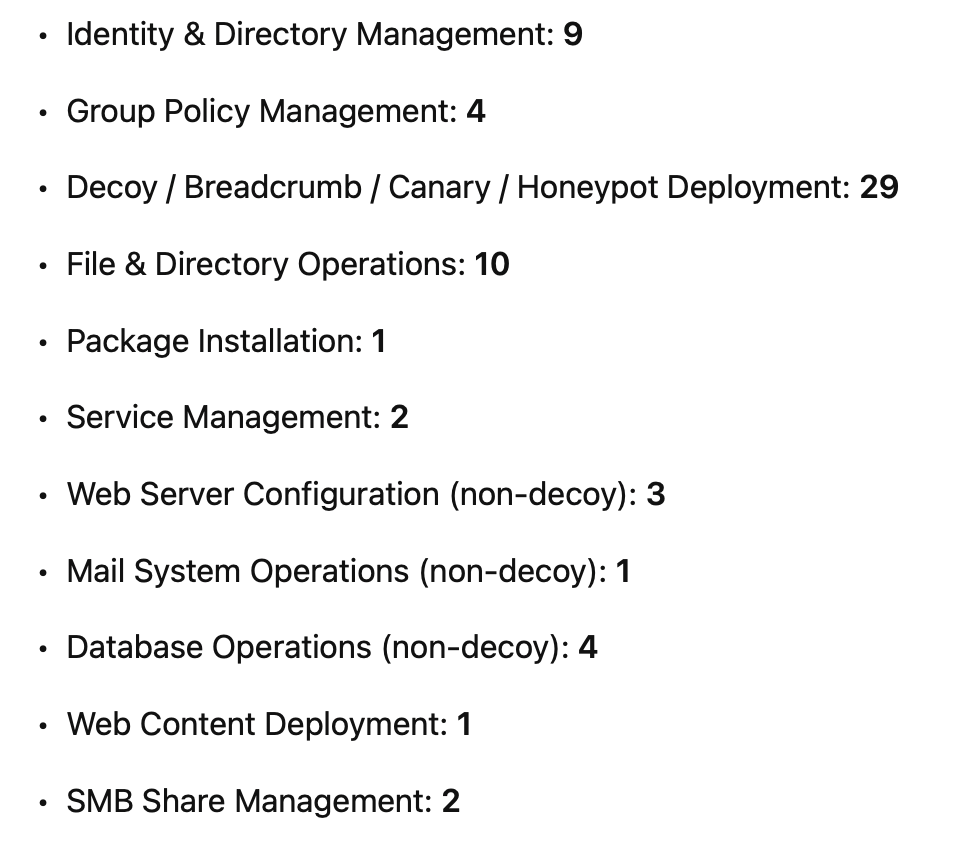 • Identity & Directory Management: 9
• Group Policy Management: 4
• Decoy / Breadcrumb / Canary / Honeypot Deployment: 29
• File & Directory Operations: 10
• Package Installation: 1
• Service Management: 2
• Web Server Configuration (non-decoy): 3
• Mail System Operations (non-decoy): 1
• Database Operations (non-decoy): 4
• Web Content Deployment: 1
• SMB Share Management: 2